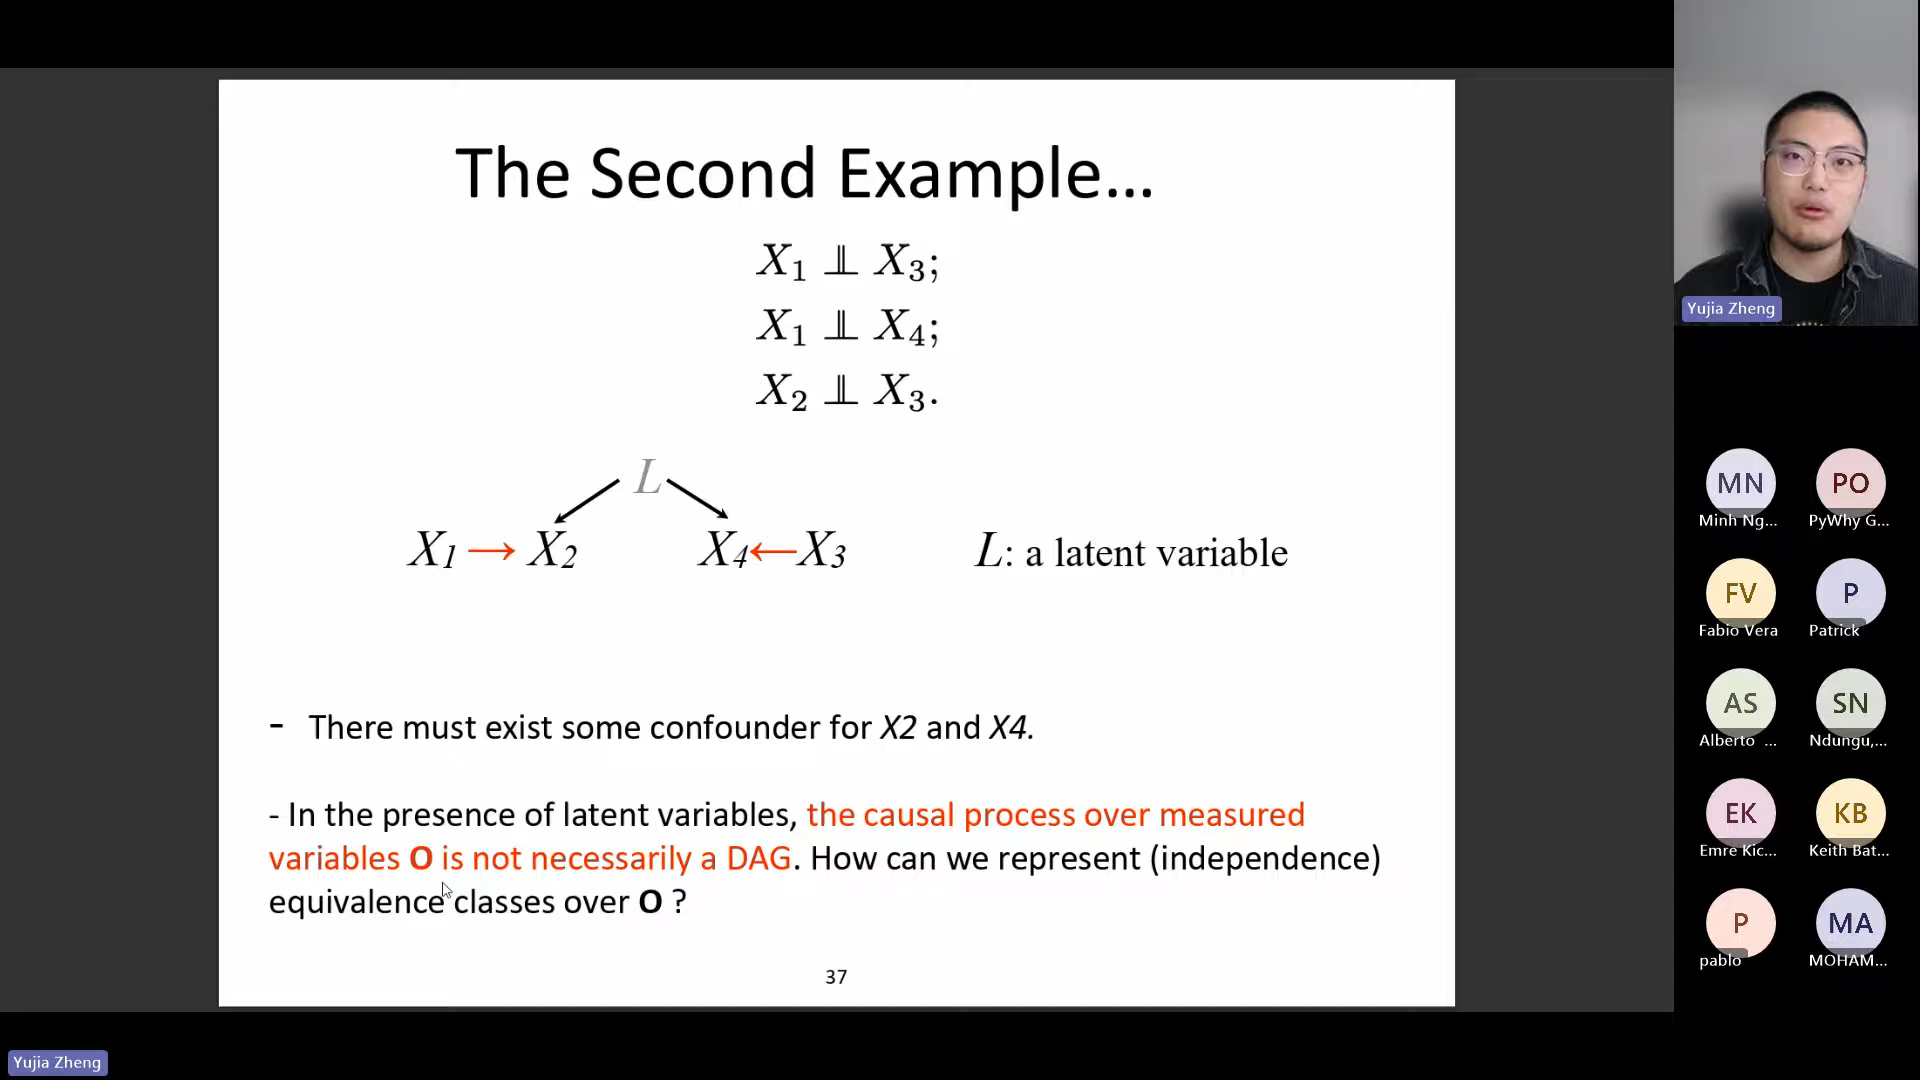 The Second Example...
X1 ⫫ X3;
X1 ⫫ X4;
X2 ⫫ X3.
L
X1 → X2 X4 ← X3 L: a latent variable
- There must exist some confounder for X2 and X4.
- In the presence of latent variables, the causal process over measured
variables O is not necessarily a DAG. How can we represent (independence)
equivalence classes over O ?
37
Yujia Zheng
MN
Minh Ng...
PO
PyWhy G...
FV
Fabio Vera
P
Patrick
AS
Alberto ...
SN
Ndungu,...
EK
Emre Kic...
KB
Keith Bat...
P
pablo
MA
MOHAM...
Yujia Zheng